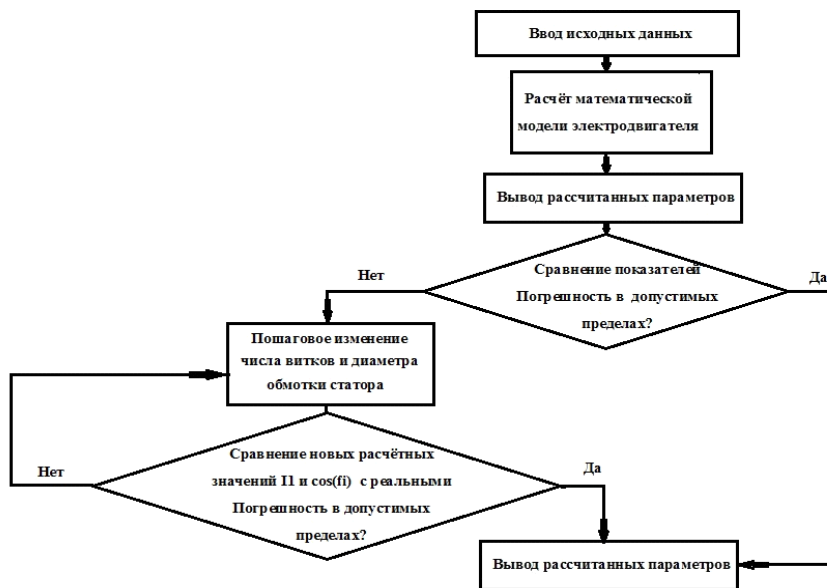 Ввод исходных данных
Расчёт математической
модели электродвигателя
Вывод рассчитанных параметров
Нет
Сравнение показателей
Погрешность в допустимых
пределах?
Да
Пошаговое изменение
числа витков и диаметра
обмотки статора
Нет
Сравнение новых расчётных
значений I1 и cos(fi) с реальными
Погрешность в допустимых
пределах?
Да
Вывод рассчитанных параметров